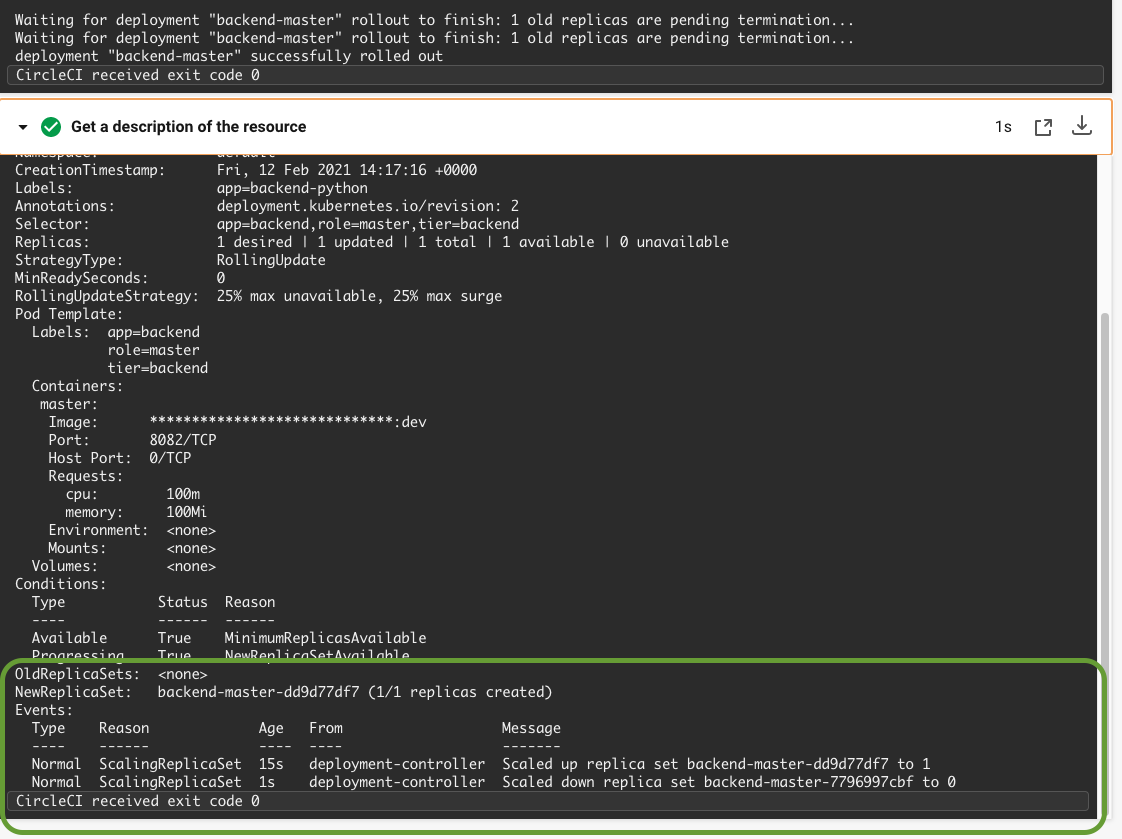 Waiting for deployment "backend-master" rollout to finish: 1 old replicas are pending termination...
Waiting for deployment "backend-master" rollout to finish: 1 old replicas are pending termination...
deployment "backend-master" successfully rolled out
CircleCI received exit code 0
Get a description of the resource 1s
Namespace: default
CreationTimestamp: Fri, 12 Feb 2021 14:17:16 +0000
Labels: app=backend-python
Annotations: deployment.kubernetes.io/revision: 2
Selector: app=backend,role=master,tier=backend
Replicas: 1 desired | 1 updated | 1 total | 1 available | 0 unavailable
StrategyType: RollingUpdate
MinReadySeconds: 0
RollingUpdateStrategy: 25% max unavailable, 25% max surge
Pod Template:
Labels: app=backend
role=master
tier=backend
Containers:
master:
Image: *****************************:dev
Port: 8082/TCP
Host Port: 0/TCP
Requests:
cpu: 100m
memory: 100Mi
Environment: <none>
Mounts: <none>
Volumes: <none>
Conditions:
Type Status Reason
---- ------ ------
Available True MinimumReplicasAvailable
Progressing True NewReplicaSetAvailable
OldReplicaSets: <none>
NewReplicaSet: backend-master-dd9d77df7 (1/1 replicas created)
Events:
Type Reason Age From Message
---- ------ ---- ---- -------
Normal ScalingReplicaSet 15s deployment-controller Scaled up replica set backend-master-dd9d77df7 to 1
Normal ScalingReplicaSet 1s deployment-controller Scaled down replica set backend-master-7796997cbf to 0
CircleCI received exit code 0